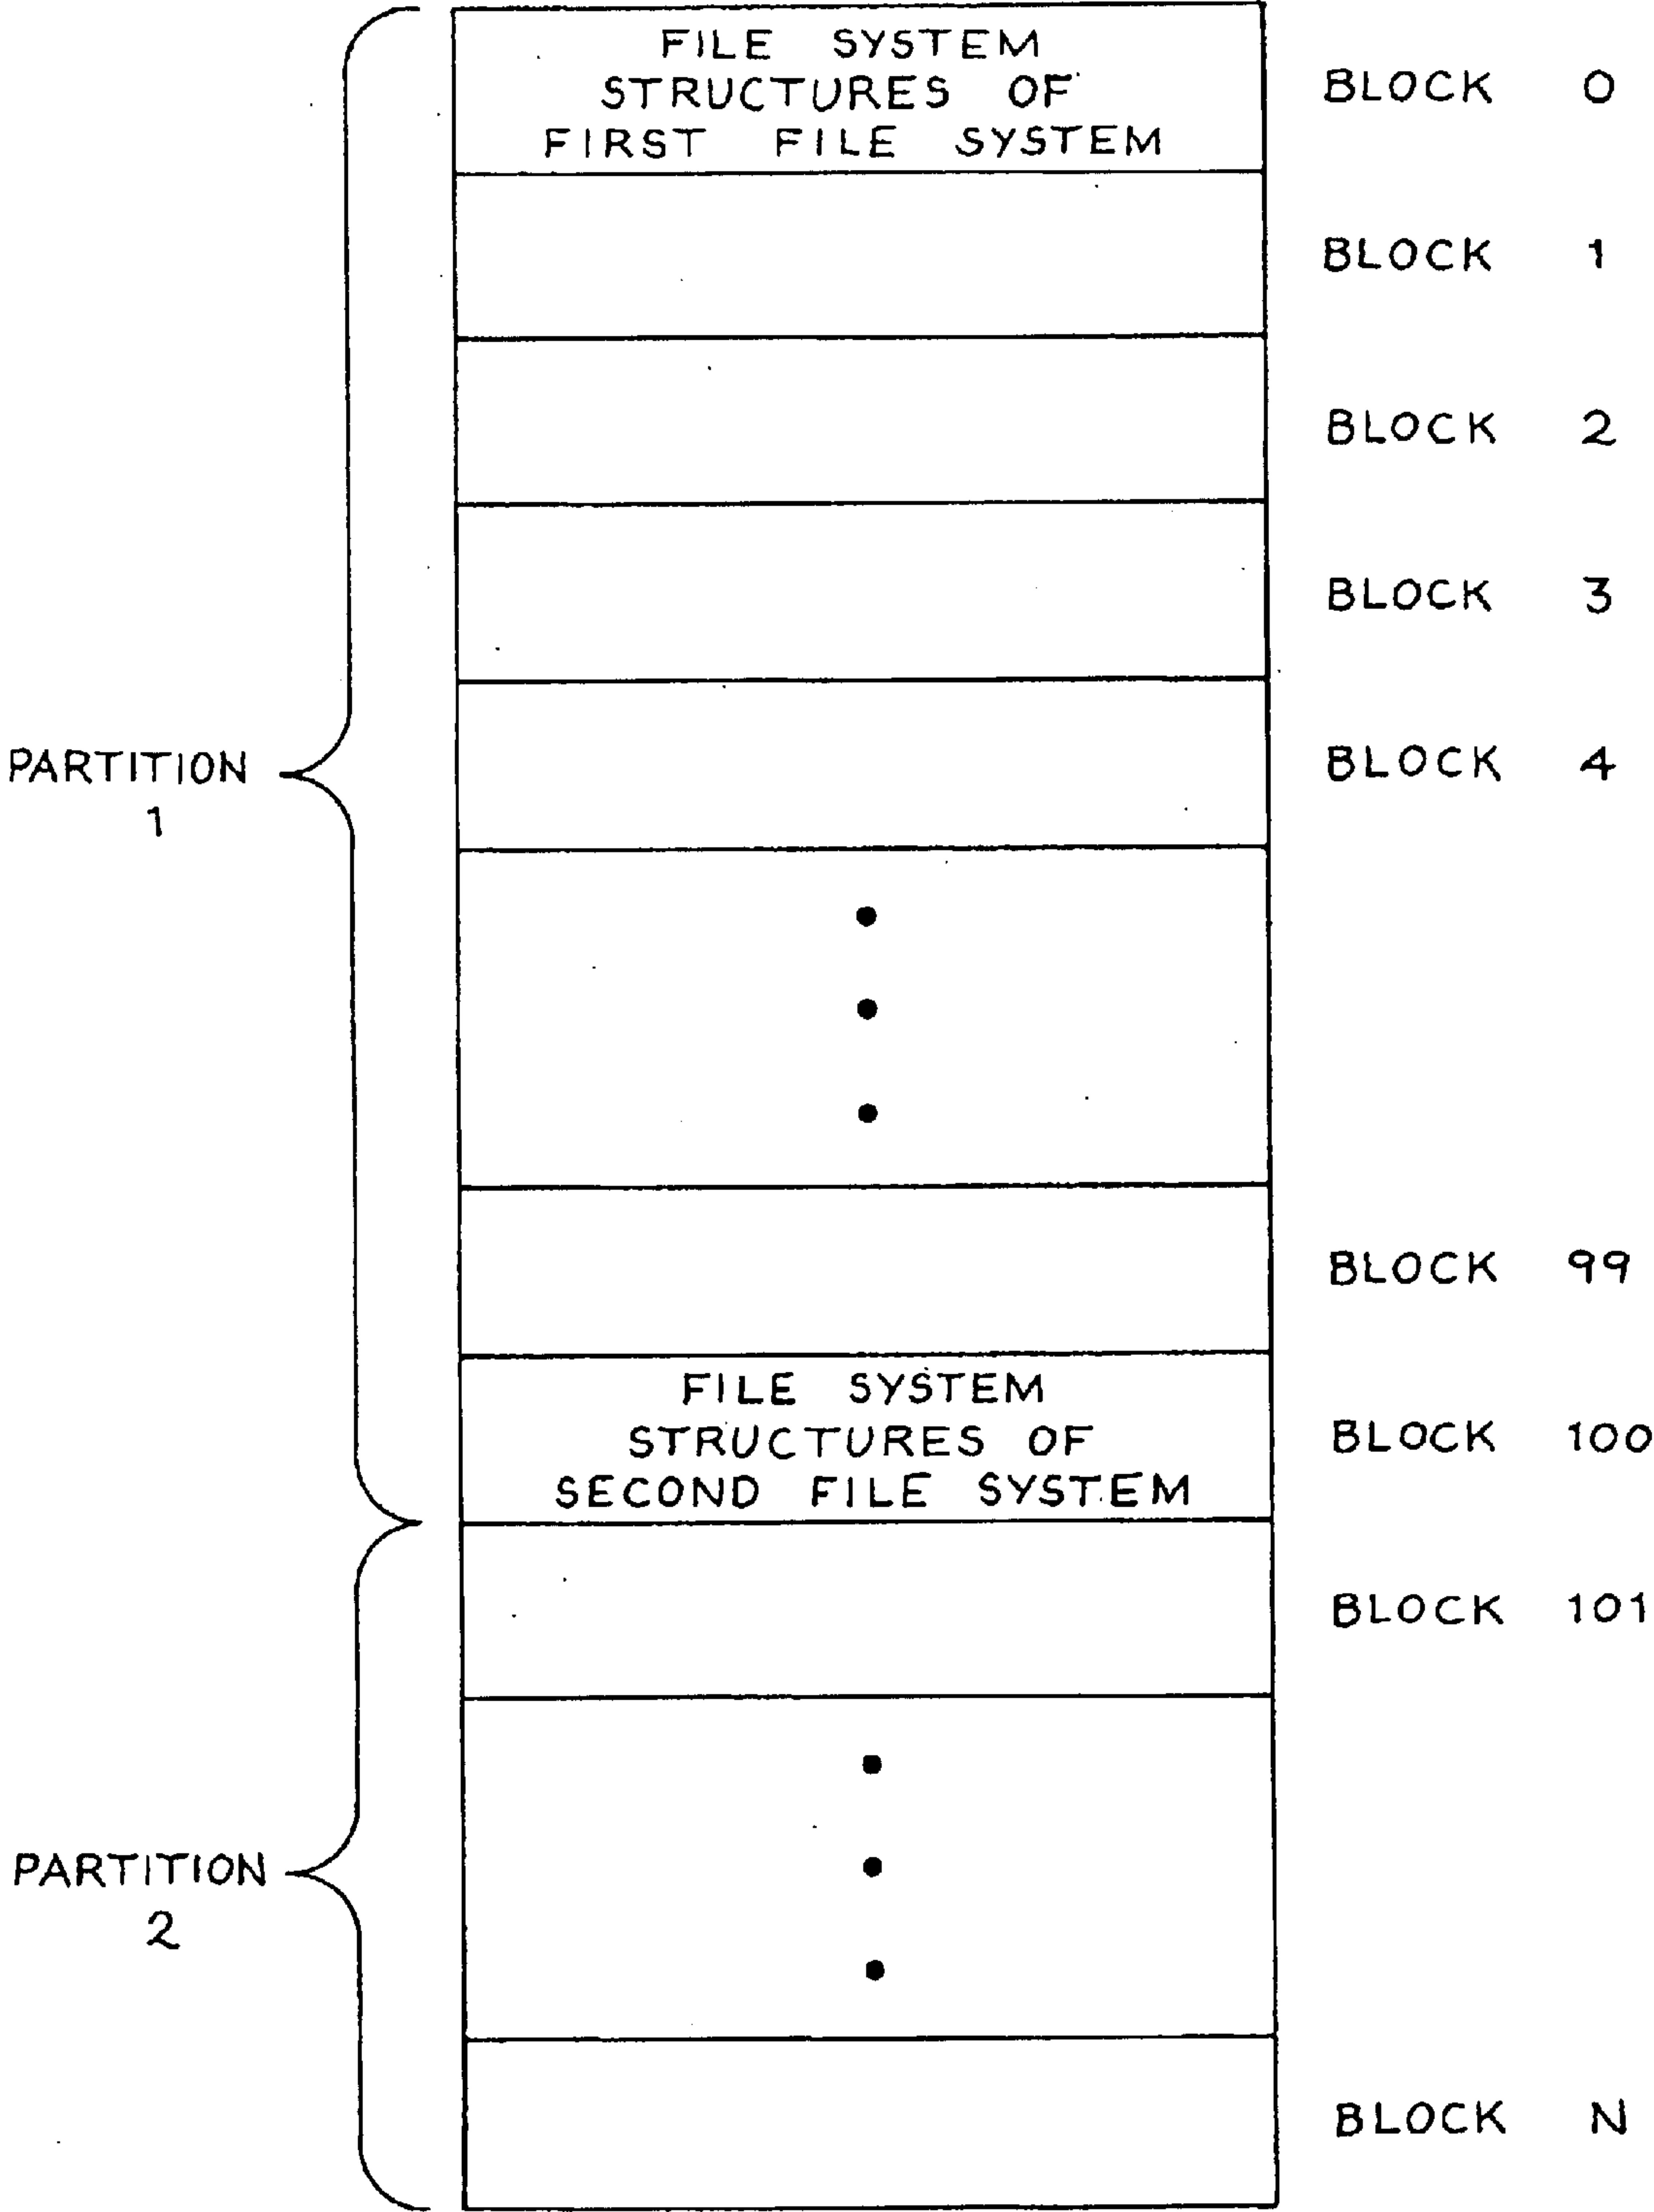 FILE SYSTEM
STRUCTURES OF
FIRST FILE SYSTEM
BLOCK 0
BLOCK 1
BLOCK 2
BLOCK 3
PARTITION
1
BLOCK 4
BLOCK 99
FILE SYSTEM
STRUCTURES OF
SECOND FILE SYSTEM
BLOCK 100
BLOCK 101
PARTITION
2
BLOCK N